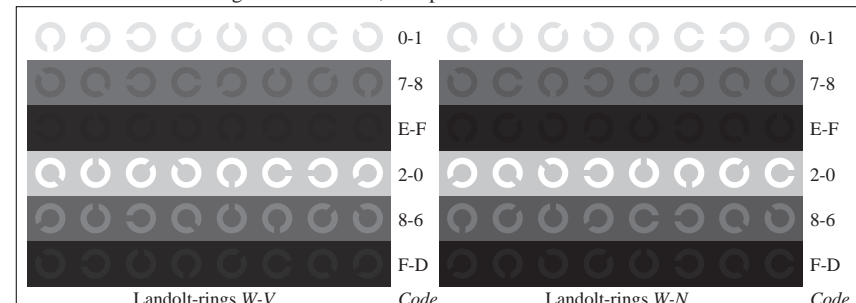 0-1 0-1
7-8 7-8
E-F E-F
2-0 2-0
8-6 8-6
F-D F-D
Landolt-rings W-V Code Landolt-rings W-N Code